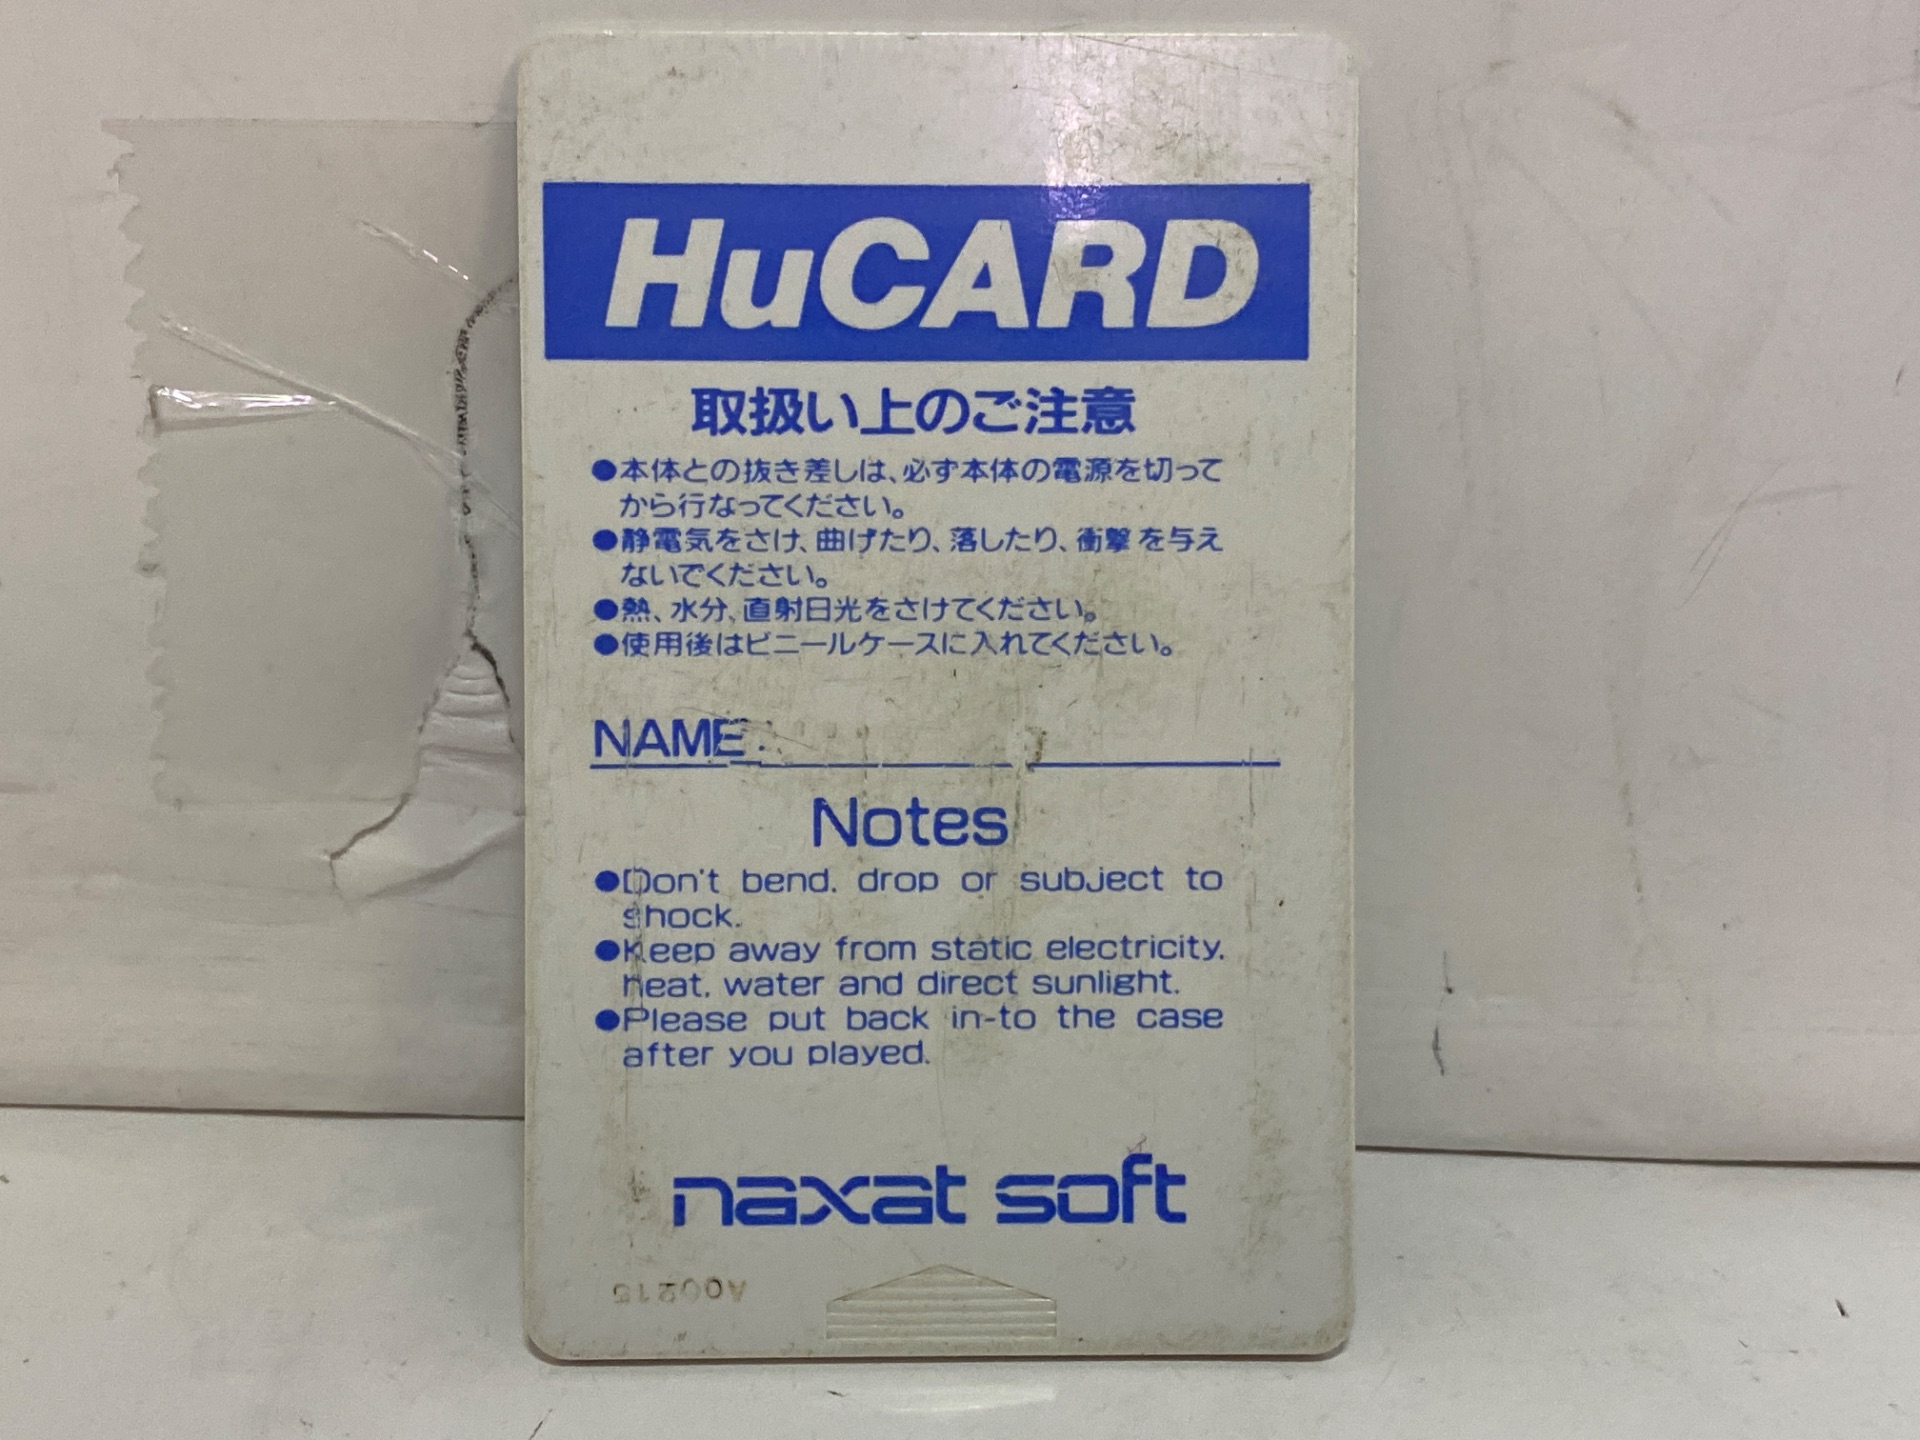 HuCARD
取扱い上のご注意
●本体との抜き差しは、必ず本体の電源を切って
から行なってください。
●静電気をさけ、曲げたり、落したり、衝撃を与え
ないでください。
●熱、水分、直射日光をさけてください。
●使用後はビニールケースに入れてください。
NAME:
Notes
●Don't bend, drop or subject to
shock.
●Keep away from static electricity,
heat, water and direct sunlight.
●Please put back in-to the case
after you played.
naxat soft
A00215